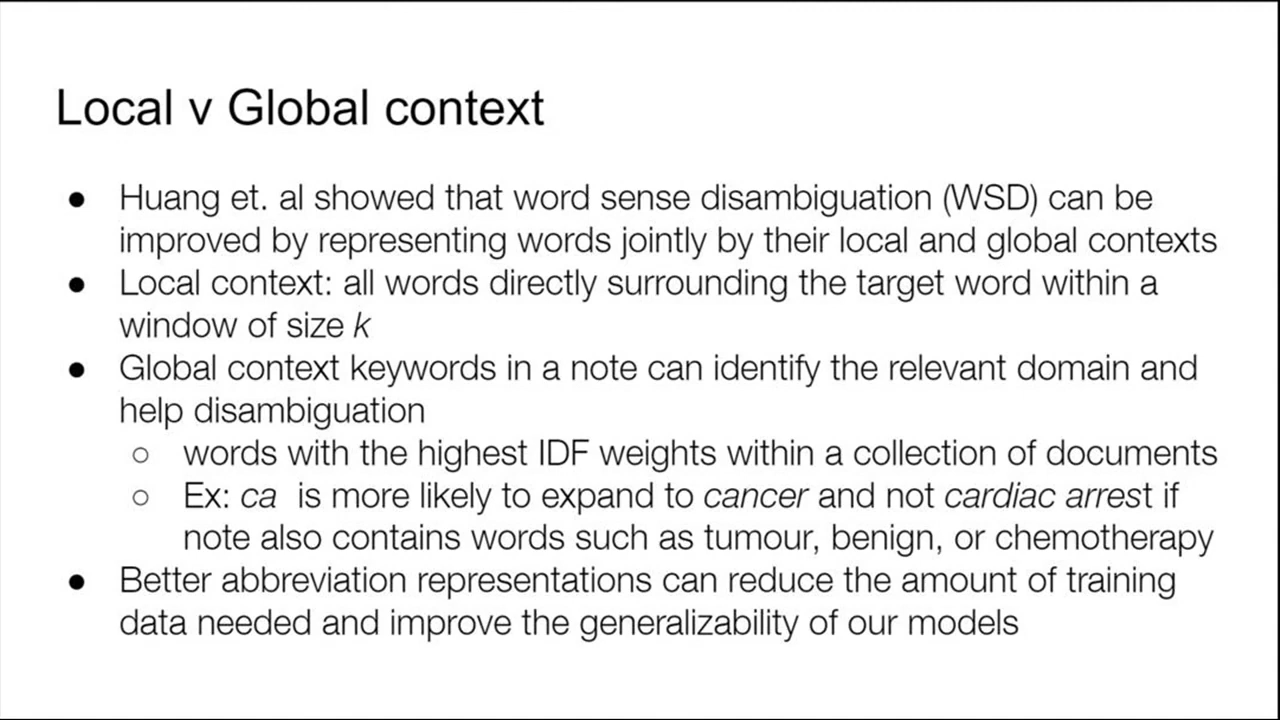 Local v Global context
● Huang et. al showed that word sense disambiguation (WSD) can be
improved by representing words jointly by their local and global contexts
● Local context: all words directly surrounding the target word within a
window of size k
● Global context keywords in a note can identify the relevant domain and
help disambiguation
○ words with the highest IDF weights within a collection of documents
○ Ex: ca is more likely to expand to cancer and not cardiac arrest if
note also contains words such as tumour, benign, or chemotherapy
● Better abbreviation representations can reduce the amount of training
data needed and improve the generalizability of our models